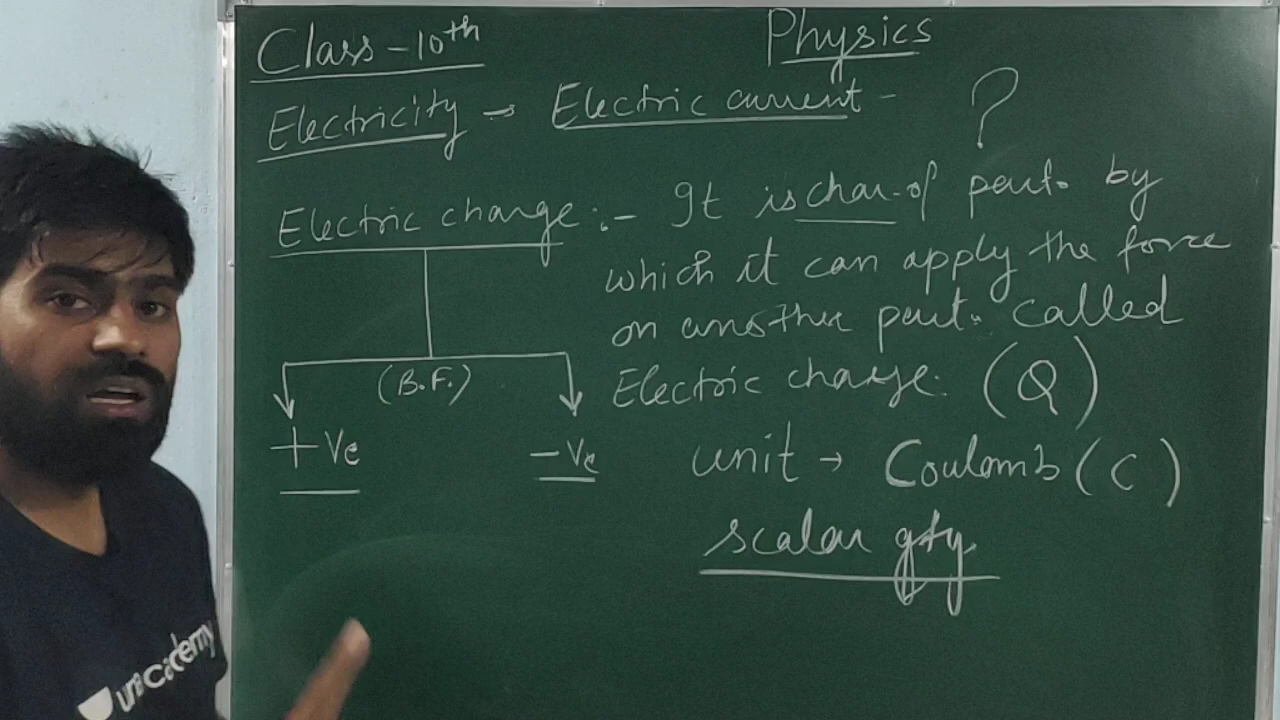 Class - 10th
Physics
Electricity → Electric current - ?
Electric charge :- It is char. of part. by
which it can apply the force
on another part. called
Electric charge. (Q)
(B.F.)
+ve
-ve
unit → Coulomb (C)
scalar qty.
unacademy